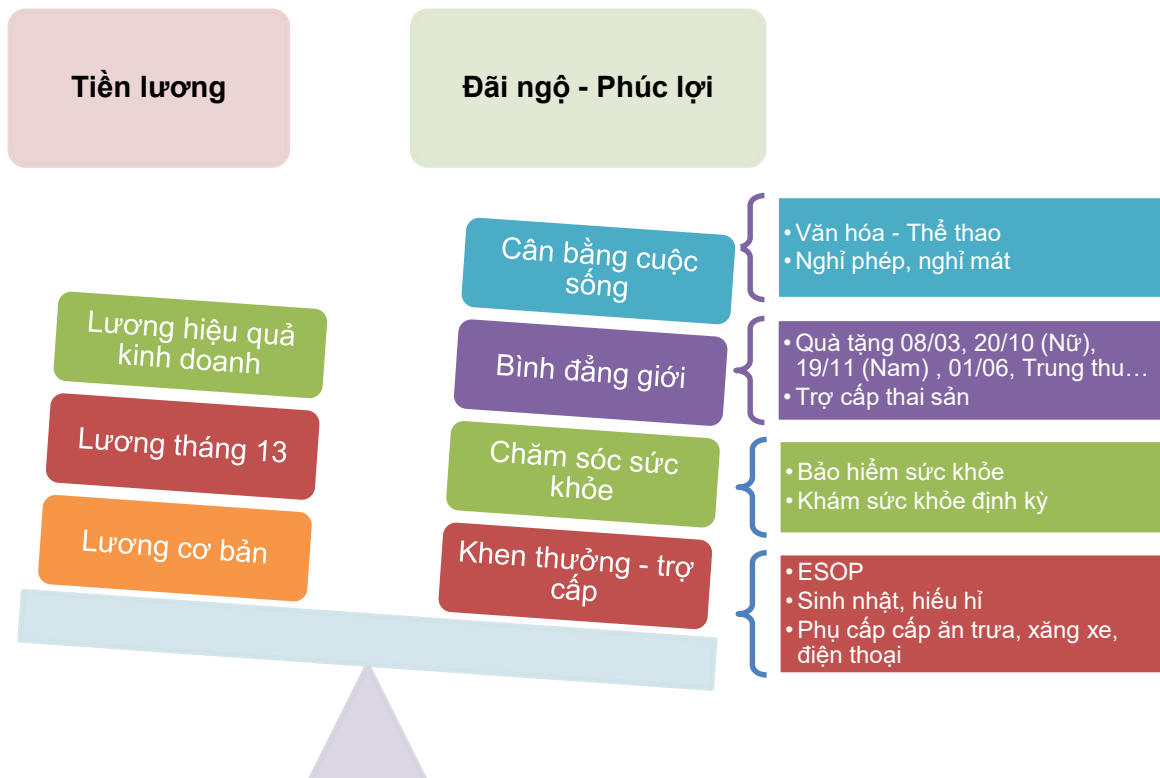 Tiền lương
Đãi ngộ - Phúc lợi
Lương hiệu quả
kinh doanh
Lương tháng 13
Lương cơ bản
Cân bằng cuộc
sống
• Văn hóa - Thể thao
• Nghỉ phép, nghỉ mát
Bình đẳng giới
• Quà tặng 08/03, 20/10 (Nữ),
19/11 (Nam) , 01/06, Trung thu…
• Trợ cấp thai sản
Chăm sóc sức
khỏe
• Bảo hiểm sức khỏe
• Khám sức khỏe định kỳ
Khen thưởng - trợ
cấp
• ESOP
• Sinh nhật, hiếu hỉ
• Phụ cấp cấp ăn trưa, xăng xe,
điện thoại